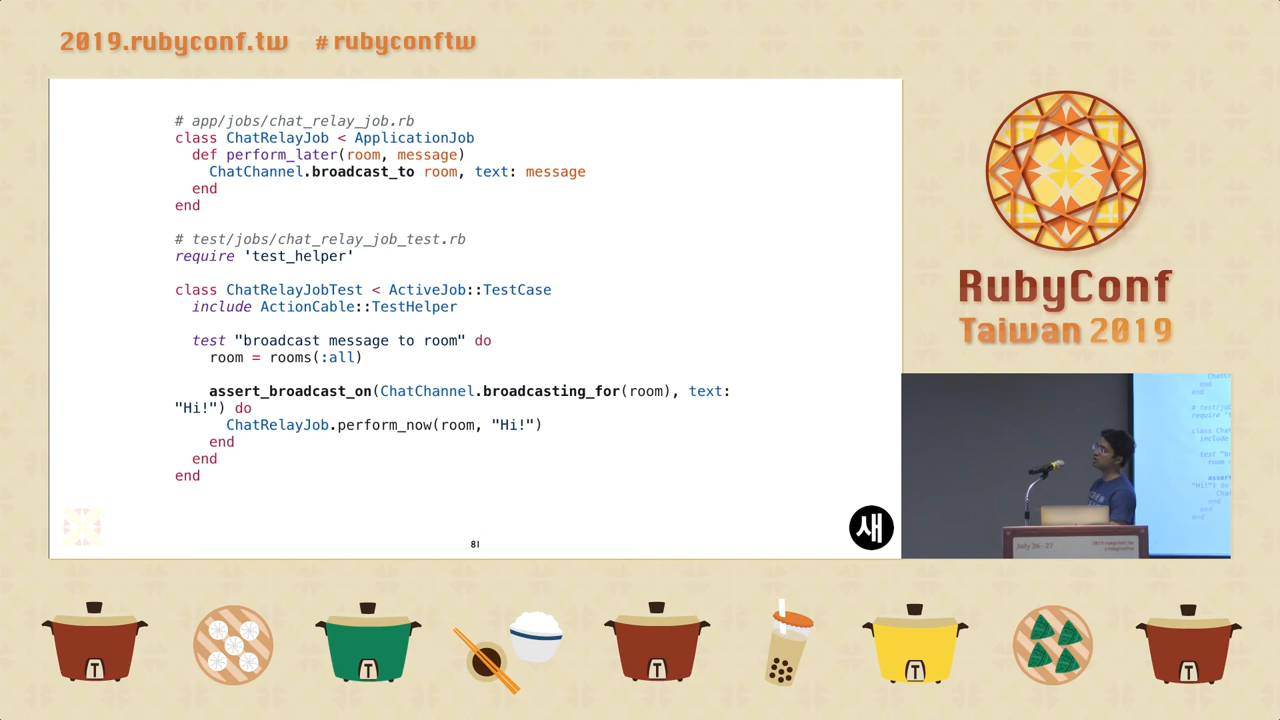 2019.rubyconf.tw #rubyconftw
# app/jobs/chat_relay_job.rb
class ChatRelayJob < ApplicationJob
def perform_later(room, message)
ChatChannel.broadcast_to room, text: message
end
end
# test/jobs/chat_relay_job_test.rb
require 'test_helper'
class ChatRelayJobTest < ActiveJob::TestCase
include ActionCable::TestHelper
test "broadcast message to room" do
room = rooms(:all)
assert_broadcast_on(ChatChannel.broadcasting_for(room), text:
"Hi!") do
ChatRelayJob.perform_now(room, "Hi!")
end
end
end
81
새
RubyConf
Taiwan 2019
July 26 - 27
T
T
T
T
T